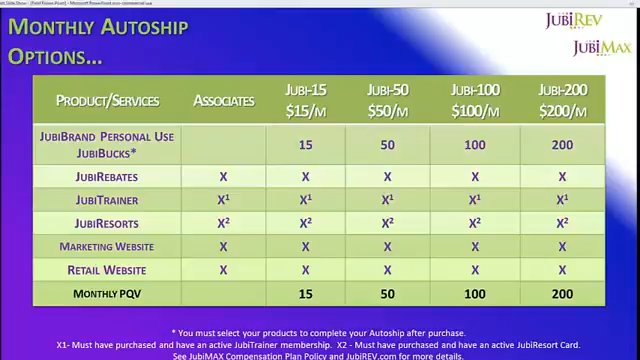 Monthly Autoship
Options...
JubiRev
JubiMax
Product/Services Associates Jubi-15 $15/m Jubi-50 $50/m Jubi-100 $100/m Jubi-200 $200/m
JubiBrand Personal Use JubiBucks* 15 50 100 200
JubiRebates X X X X X
JubiTrainer X1 X1 X1 X1 X1
JubiResorts X2 X2 X2 X2 X2
Marketing Website X X X X X
Retail Website X X X X X
Monthly PQV 15 50 100 200
* You must select your products to complete your Autoship after purchase.
X1- Must have purchased and have an active JubiTrainer membership. X2 - Must have purchased and have an active JubiResort Card.
See JubiMAX Compensation Plan Policy and JubiREV.com for more details.